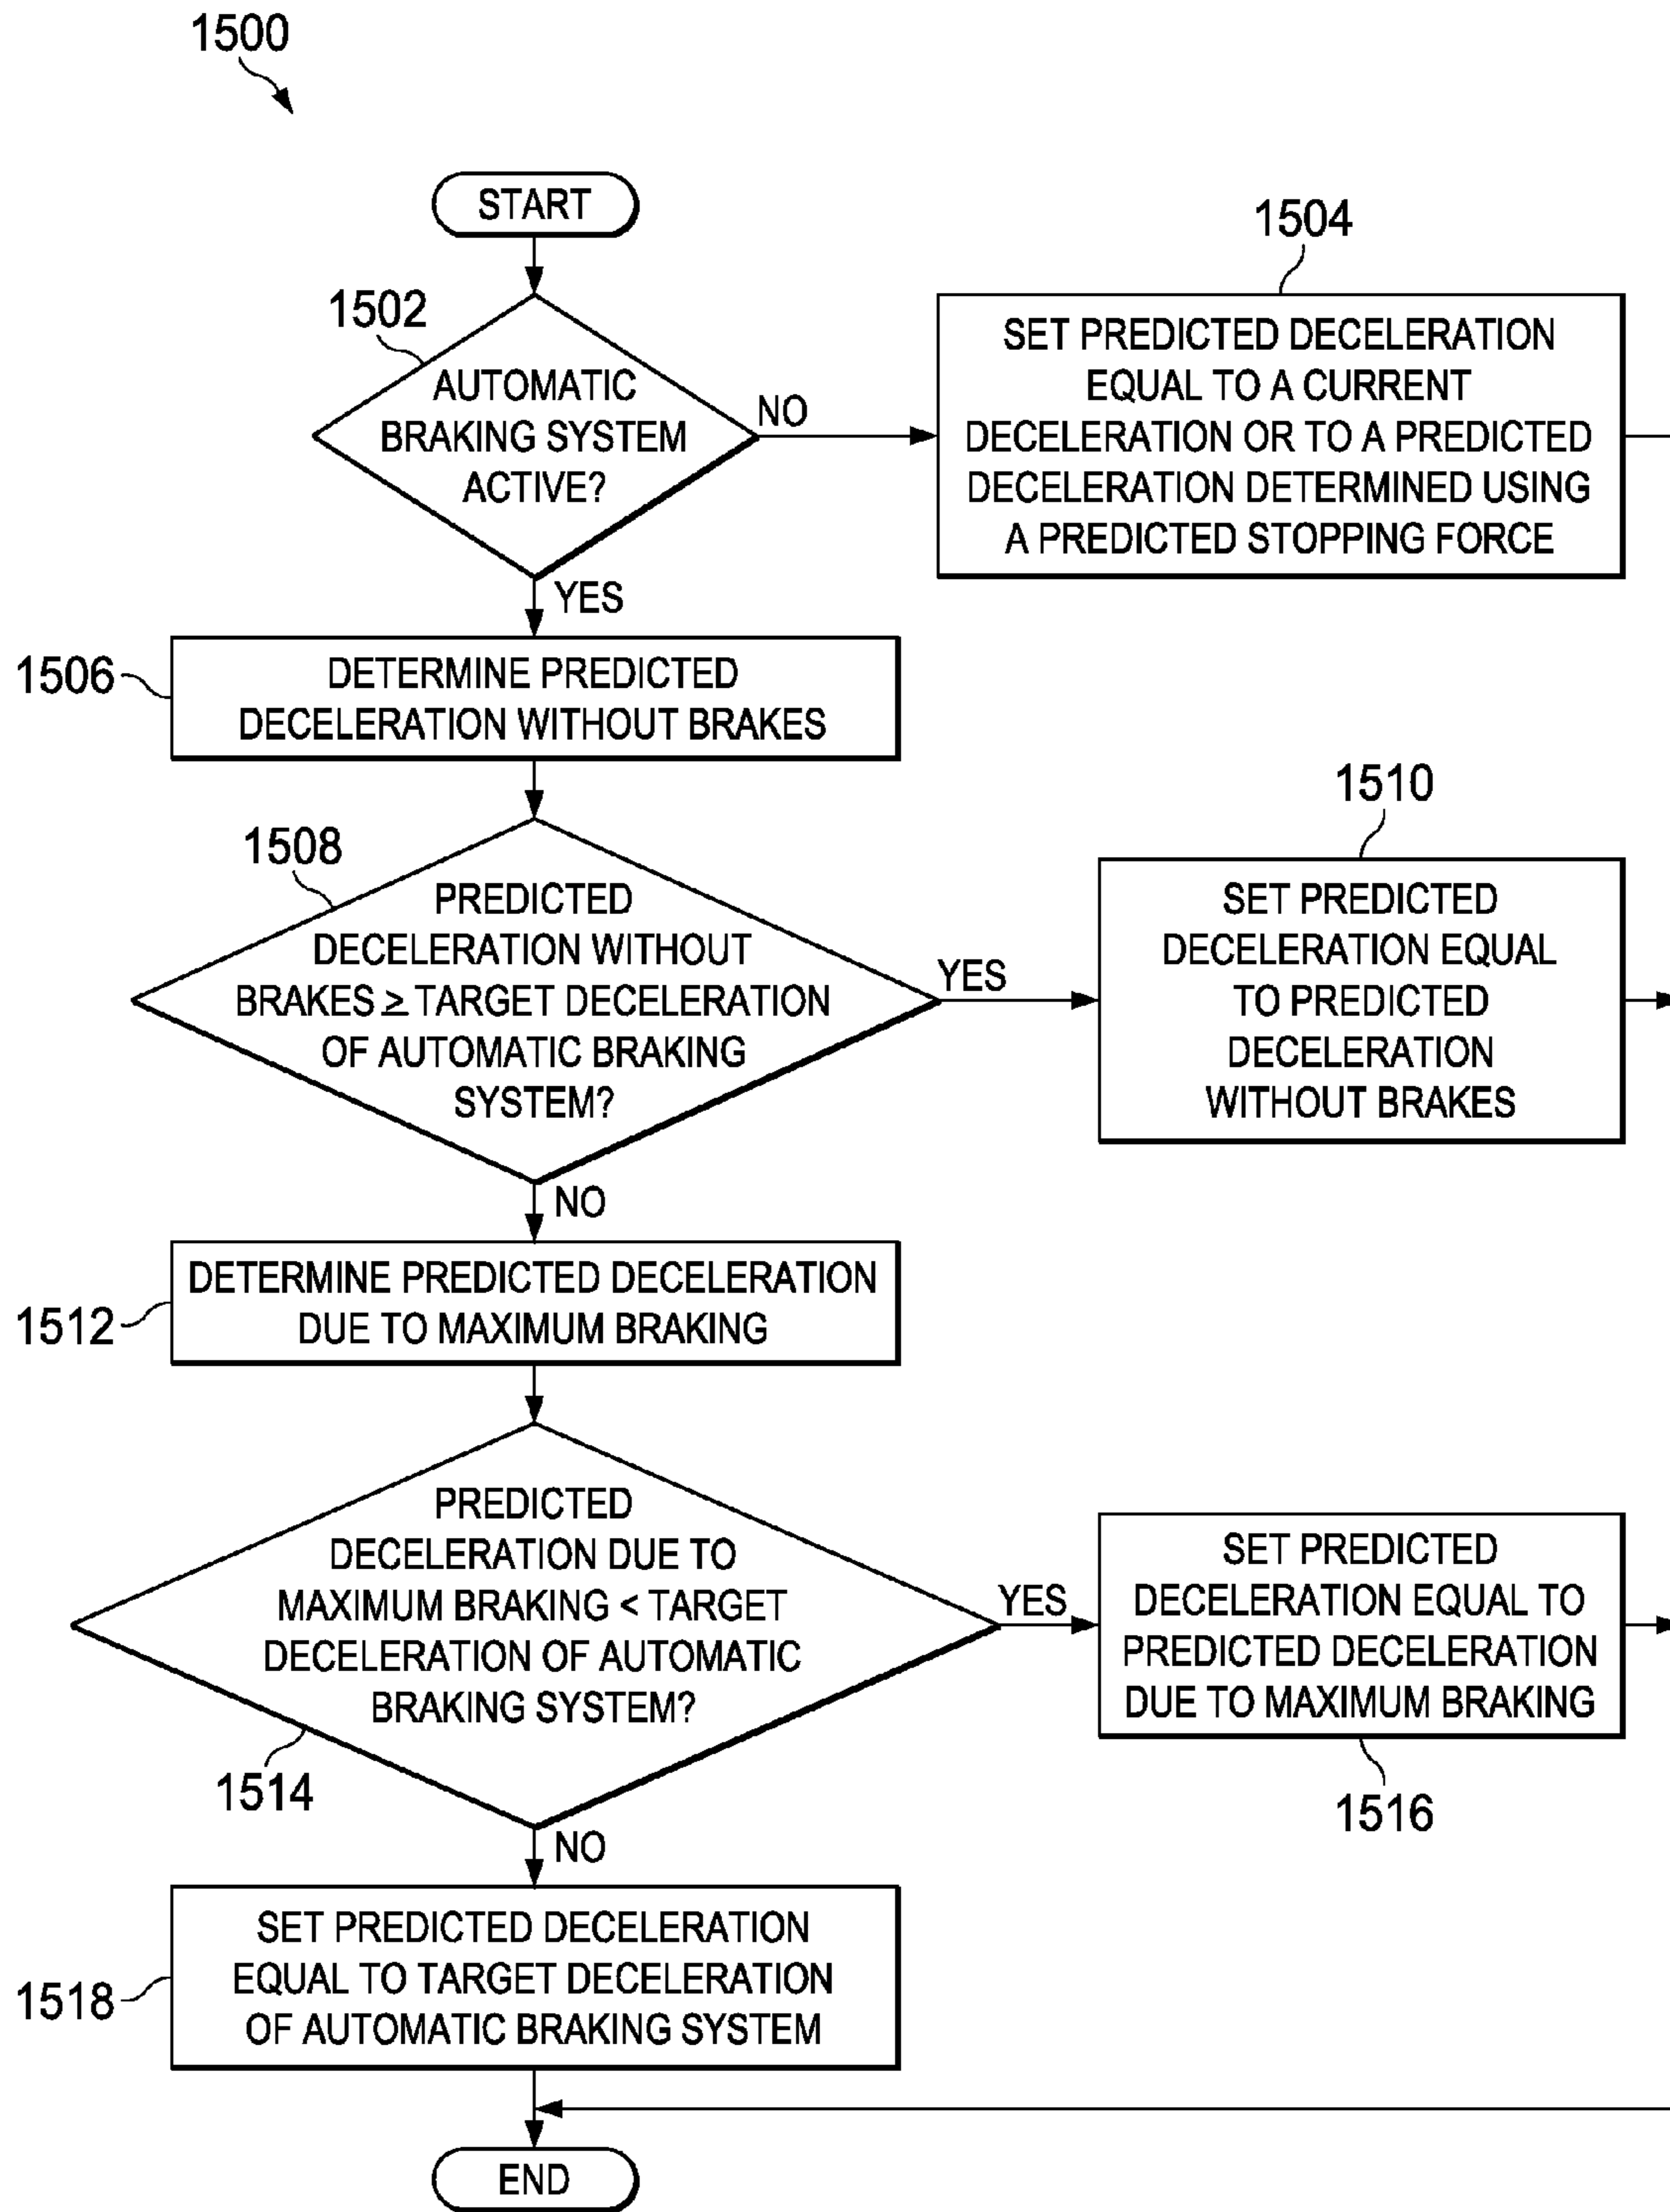 1500
START
1502
AUTOMATIC
BRAKING SYSTEM
ACTIVE?
NO
1504
SET PREDICTED DECELERATION
EQUAL TO A CURRENT
DECELERATION OR TO A PREDICTED
DECELERATION DETERMINED USING
A PREDICTED STOPPING FORCE
YES
1506
DETERMINE PREDICTED
DECELERATION WITHOUT BRAKES
1508
PREDICTED
DECELERATION WITHOUT
BRAKES ≥ TARGET DECELERATION
OF AUTOMATIC BRAKING
SYSTEM?
YES
1510
SET PREDICTED
DECELERATION EQUAL
TO PREDICTED
DECELERATION
WITHOUT BRAKES
NO
1512
DETERMINE PREDICTED DECELERATION
DUE TO MAXIMUM BRAKING
PREDICTED
DECELERATION DUE TO
MAXIMUM BRAKING < TARGET
DECELERATION OF AUTOMATIC
BRAKING SYSTEM?
1514
YES
SET PREDICTED
DECELERATION EQUAL TO
PREDICTED DECELERATION
DUE TO MAXIMUM BRAKING
1516
NO
1518
SET PREDICTED DECELERATION
EQUAL TO TARGET DECELERATION
OF AUTOMATIC BRAKING SYSTEM
END